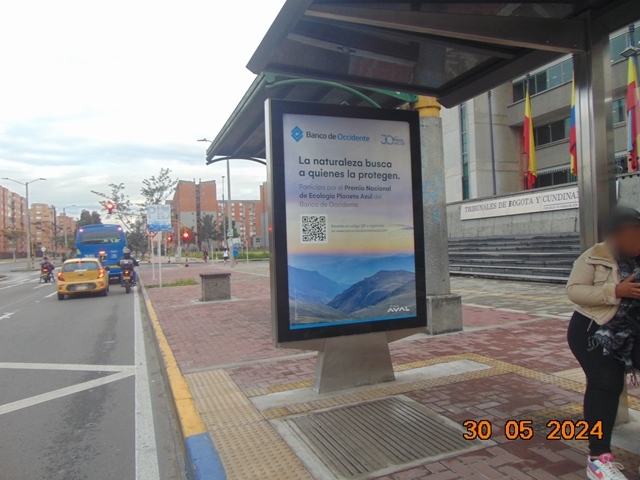 Banco de Occidente
30
La naturaleza busca
a quienes la protegen.
Participa por el Premio Nacional
de Ecología Planeta Azul del
Banco de Occidente
AVAL
TRIBUNALES DE BOGOTA Y CUNDINA
30 05 2024